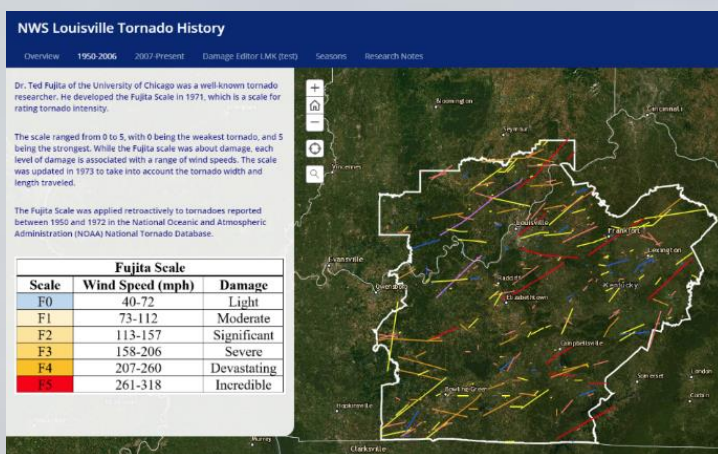 NWS Louisville Tornado History
Overview 1950-2006 2007-Present Damage Editor LMK (test) Seasons Research Notes
Dr. Ted Fujita of the University of Chicago was a well-known tornado
researcher. He developed the Fujita Scale in 1971, which is a scale for
rating tornado intensity.
The scale ranged from 0 to 5, with 0 being the weakest tornado, and 5
being the strongest. While the Fujita scale was about damage, each
level of damage is associated with a range of wind speeds. The scale
was updated in 1973 to take into account the tornado width and
length traveled.
The Fujita Scale was applied retroactively to tornadoes reported
between 1950 and 1972 in the National Oceanic and Atmospheric
Administration (NOAA) National Tornado Database.
Fujita Scale
Scale Wind Speed (mph) Damage
F0 40-72 Light
F1 73-112 Moderate
F2 113-157 Significant
F3 158-206 Severe
F4 207-260 Devastating
F5 261-318 Incredible
Bloomington
Cincinnati
Seymour
Vincennes
Louisville
Frankfort
Evansville
Lexington
Owensboro
Radcliff
Kentucky
Elizabethtown
Campbellsville
Somerset
London
Bowling Green
Corbin
Hopkinsville
Murray
Clarksville